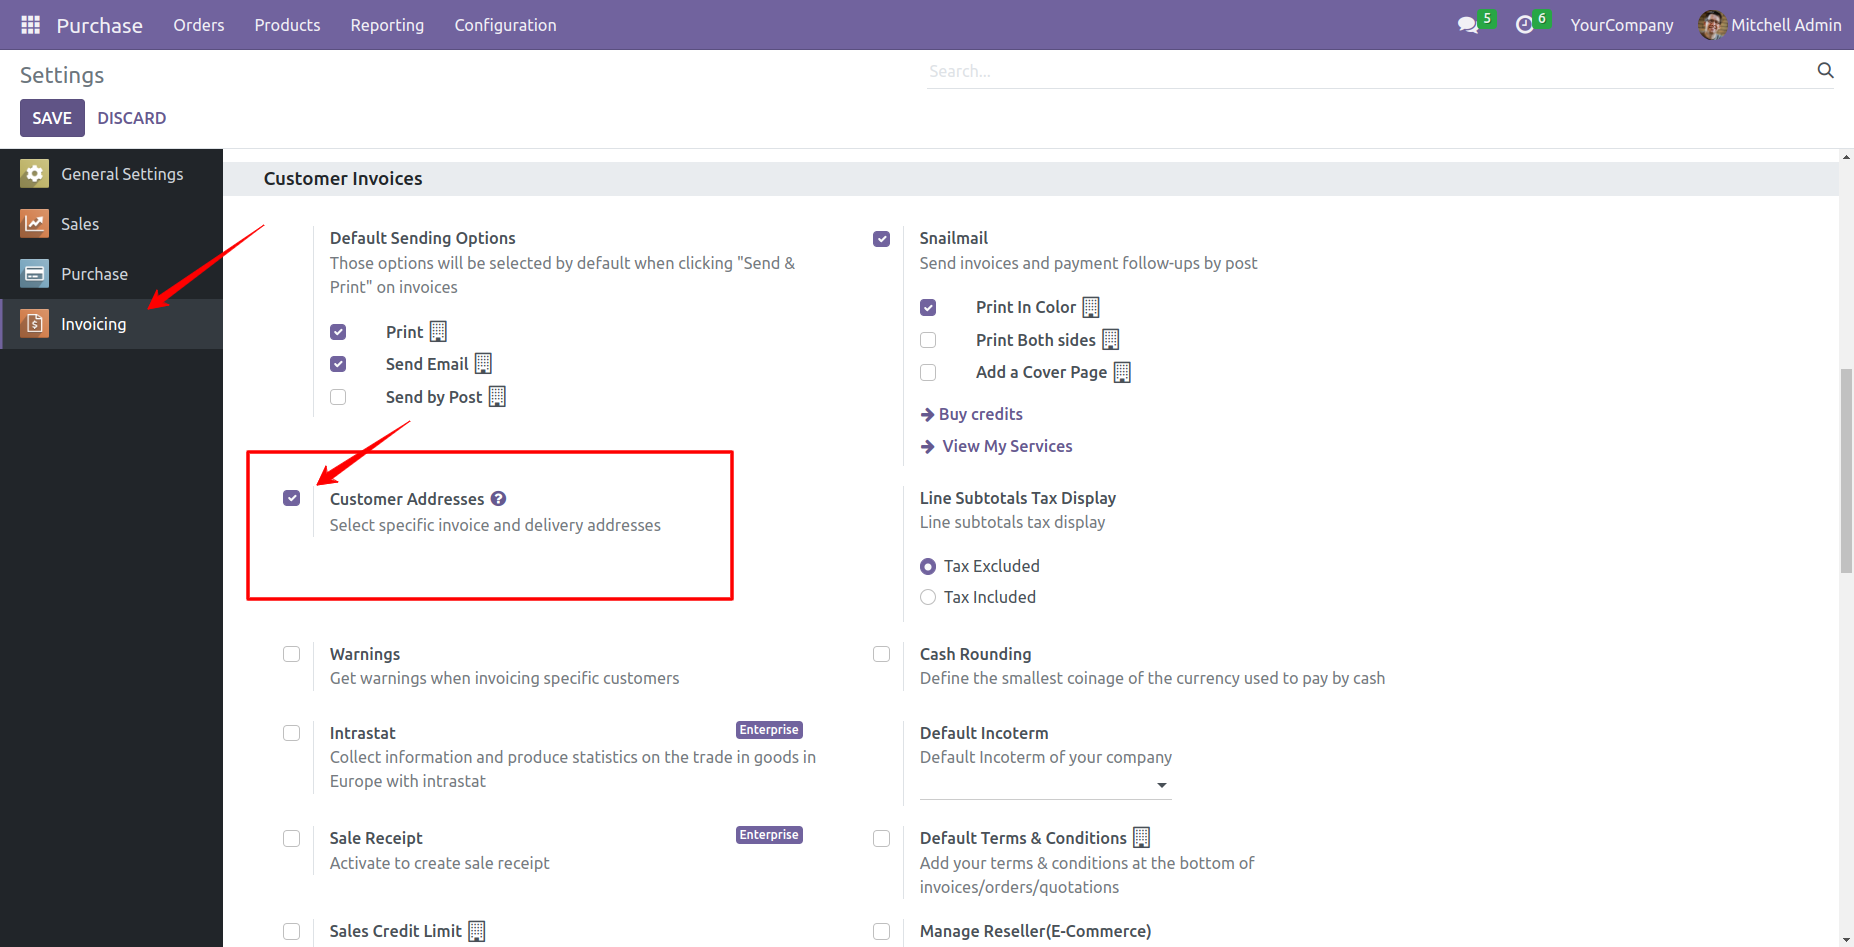 Purchase Orders Products Reporting Configuration 5 6 YourCompany Mitchell Admin
Settings
Search...
SAVE DISCARD
General Settings
Sales
Purchase
Invoicing
Customer Invoices
Default Sending Options
Those options will be selected by default when clicking "Send &
Print" on invoices
Print
Send Email
Send by Post
Snailmail
Send invoices and payment follow-ups by post
Print In Color
Print Both sides
Add a Cover Page
Buy credits
View My Services
Customer Addresses ?
Select specific invoice and delivery addresses
Line Subtotals Tax Display
Line subtotals tax display
Tax Excluded
Tax Included
Warnings
Get warnings when invoicing specific customers
Cash Rounding
Define the smallest coinage of the currency used to pay by cash
Intrastat Enterprise
Collect information and produce statistics on the trade in goods in
Europe with intrastat
Default Incoterm
Default Incoterm of your company
Sale Receipt Enterprise
Activate to create sale receipt
Default Terms & Conditions
Add your terms & conditions at the bottom of
invoices/orders/quotations
Sales Credit Limit
Manage Reseller(E-Commerce)